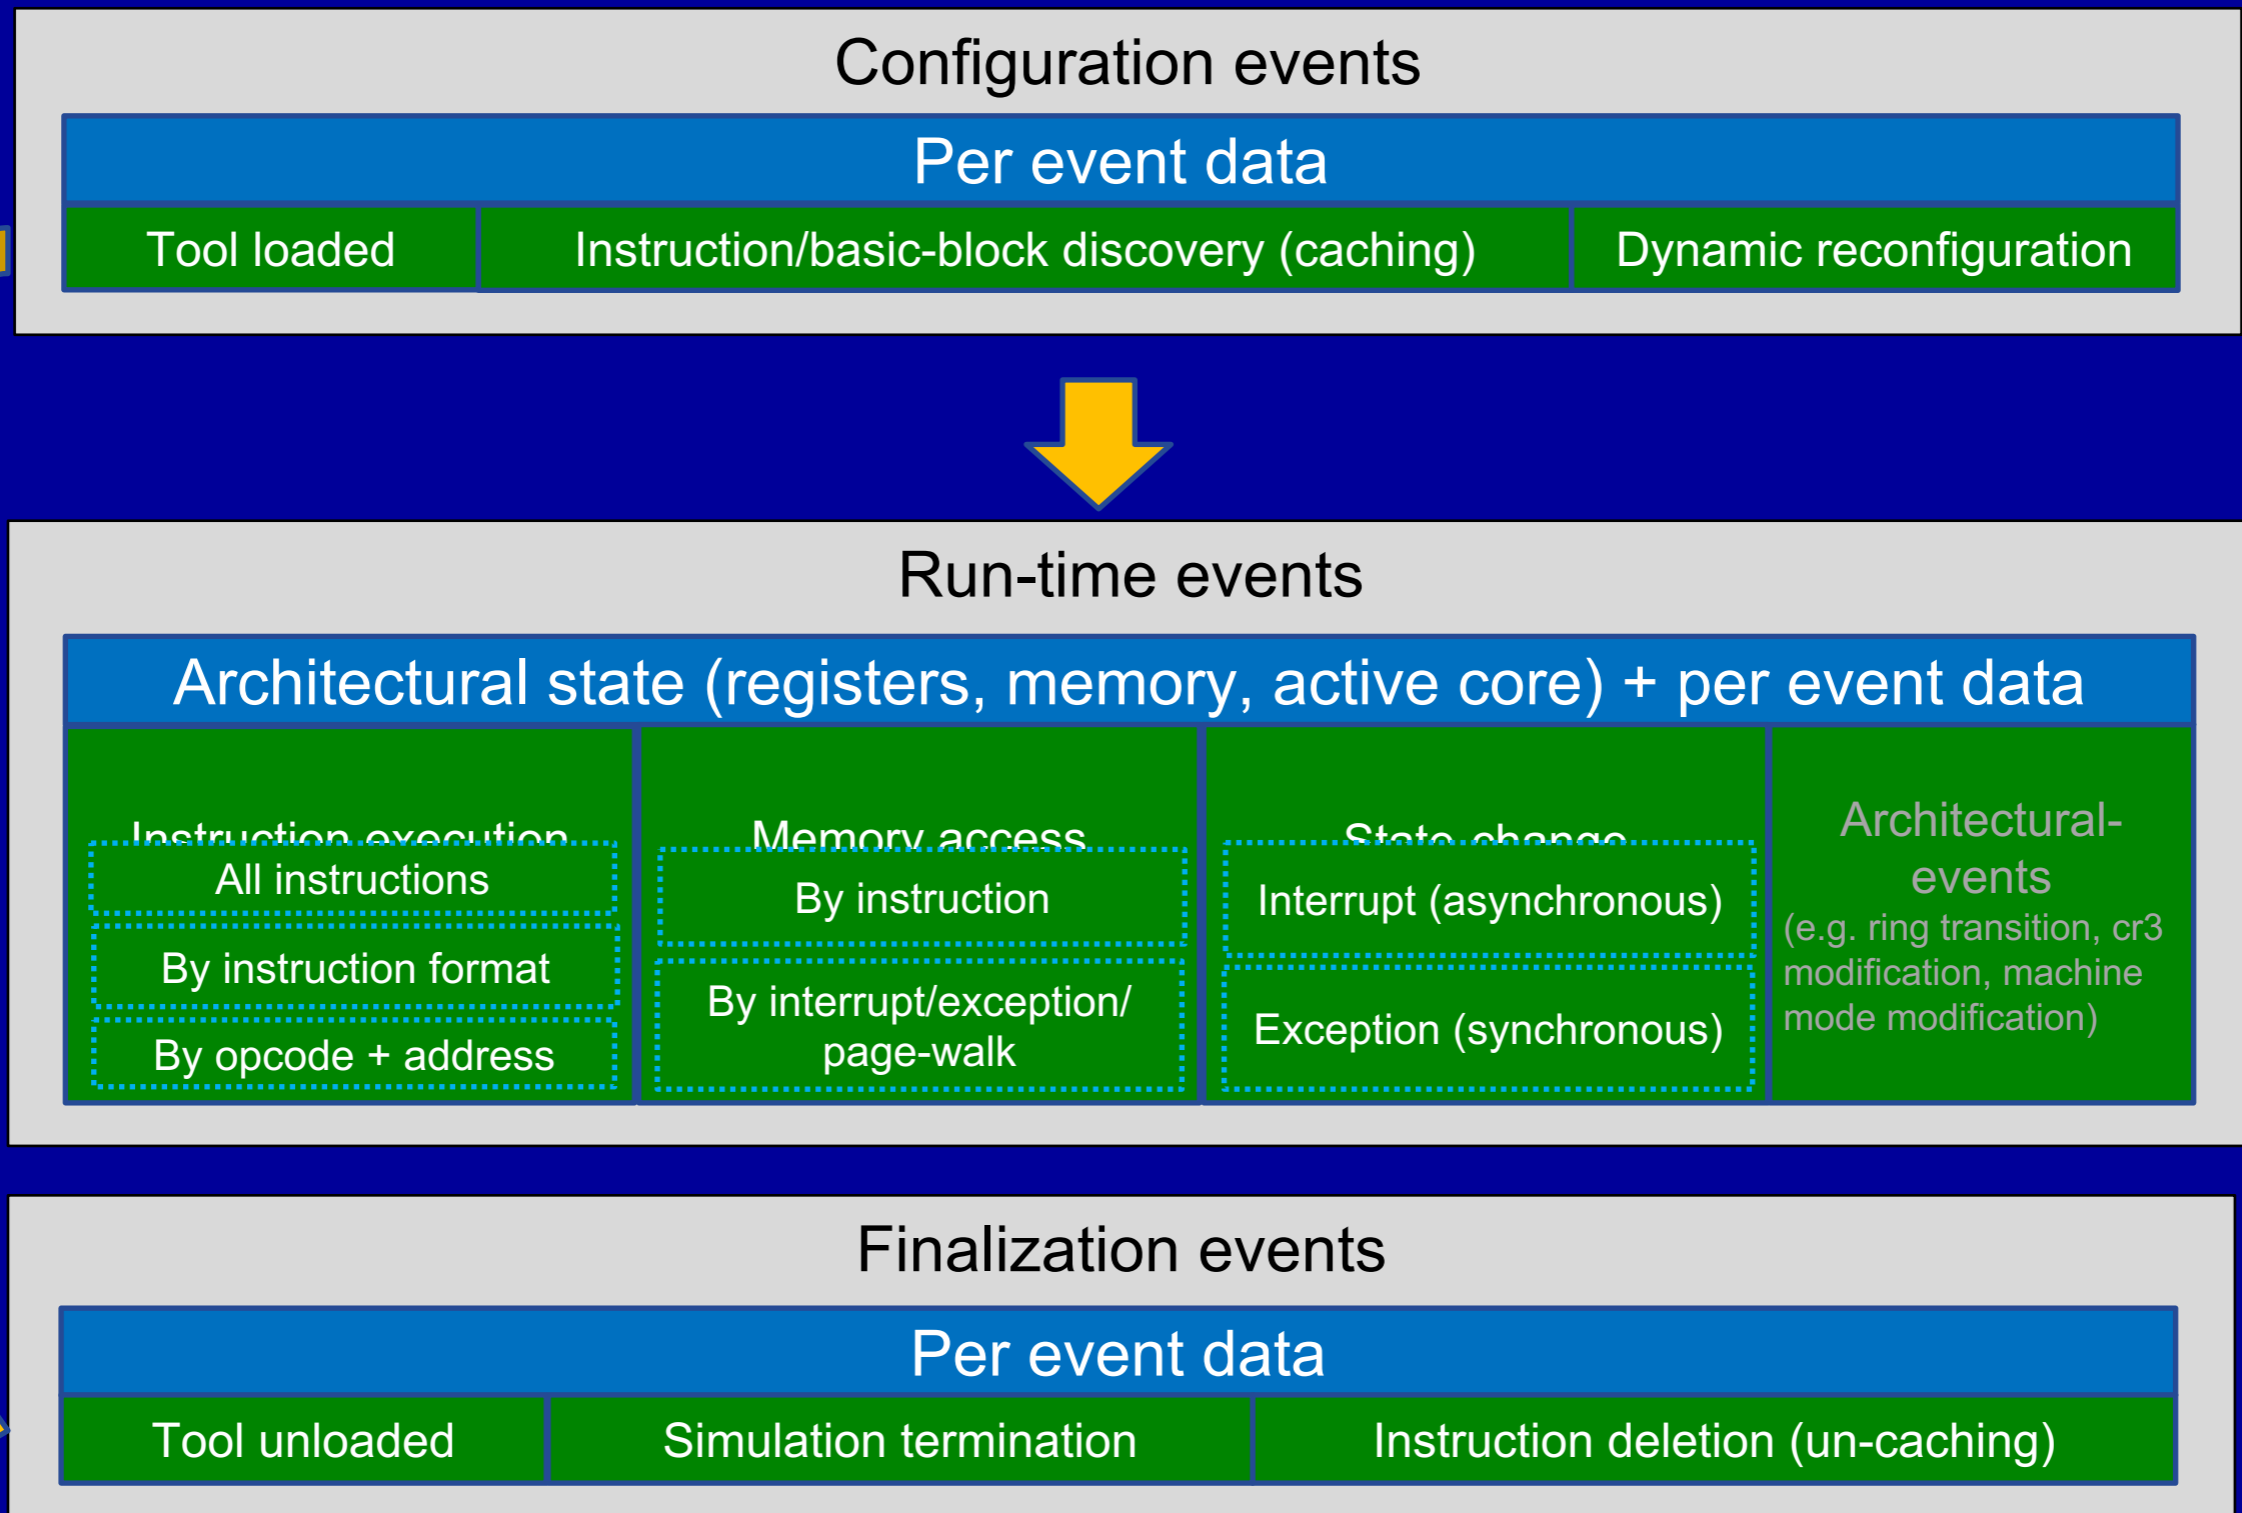 Configuration events
Per event data
Tool loaded
Instruction/basic-block discovery (caching)
Dynamic reconfiguration
Run-time events
Architectural state (registers, memory, active core) + per event data
Instruction execution
All instructions
By instruction format
By opcode + address
Memory access
By instruction
By interrupt/exception/
page-walk
State change
Interrupt (asynchronous)
Exception (synchronous)
Architectural-
events
(e.g. ring transition, cr3
modification, machine
mode modification)
Finalization events
Per event data
Tool unloaded
Simulation termination
Instruction deletion (un-caching)